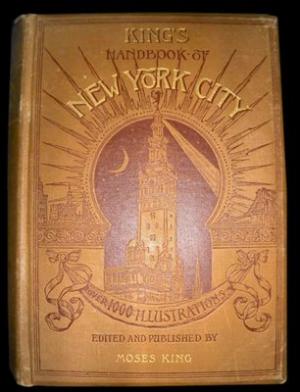 KING'S
HANDBOOK OF
NEW YORK CITY
OVER 1000 ILLUSTRATIONS
EDITED AND PUBLISHED BY
MOSES KING